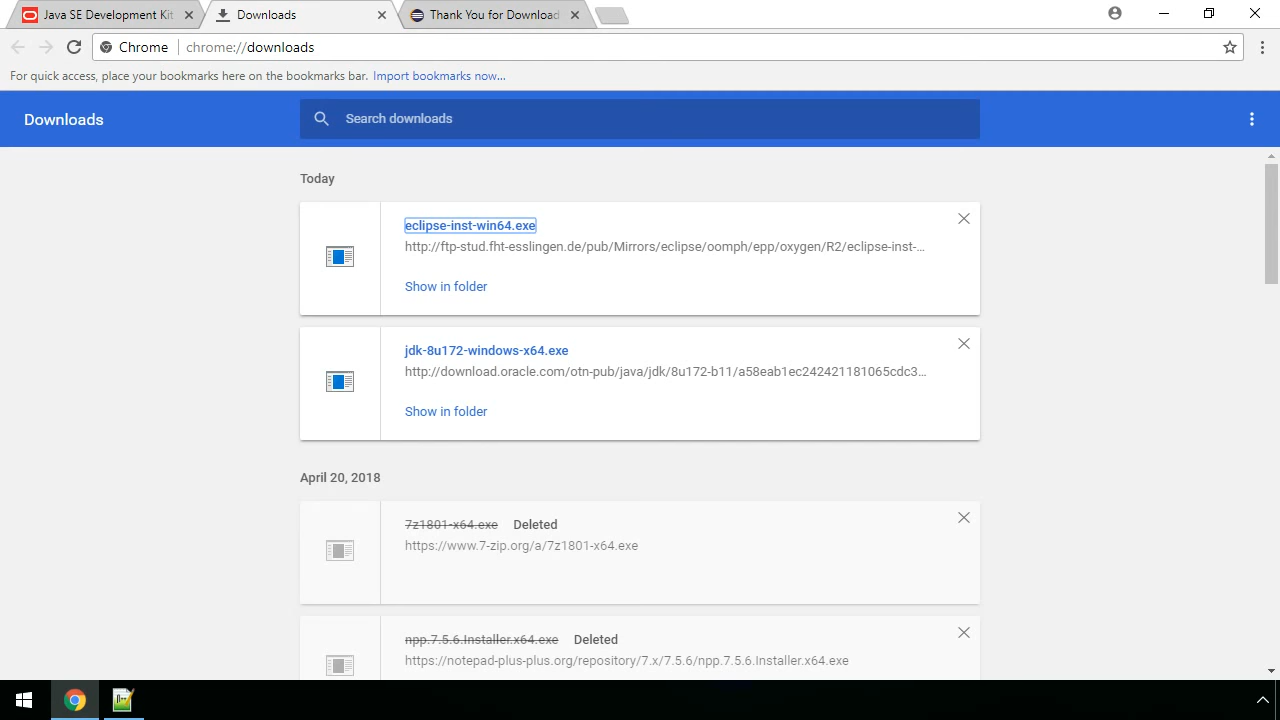 Java SE Development Kit
Downloads
Thank You for Download
Chrome
chrome://downloads
For quick access, place your bookmarks here on the bookmarks bar. Import bookmarks now...
Downloads
Search downloads
Today
eclipse-inst-win64.exe
http://ftp-stud.fht-esslingen.de/pub/Mirrors/eclipse/oomph/epp/oxygen/R2/eclipse-inst-...
Show in folder
jdk-8u172-windows-x64.exe
http://download.oracle.com/otn-pub/java/jdk/8u172-b11/a58eab1ec242421181065cdc3...
Show in folder
April 20, 2018
7z1801-x64.exe Deleted
https://www.7-zip.org/a/7z1801-x64.exe
npp.7.5.6.Installer.x64.exe Deleted
https://notepad-plus-plus.org/repository/7.x/7.5.6/npp.7.5.6.Installer.x64.exe